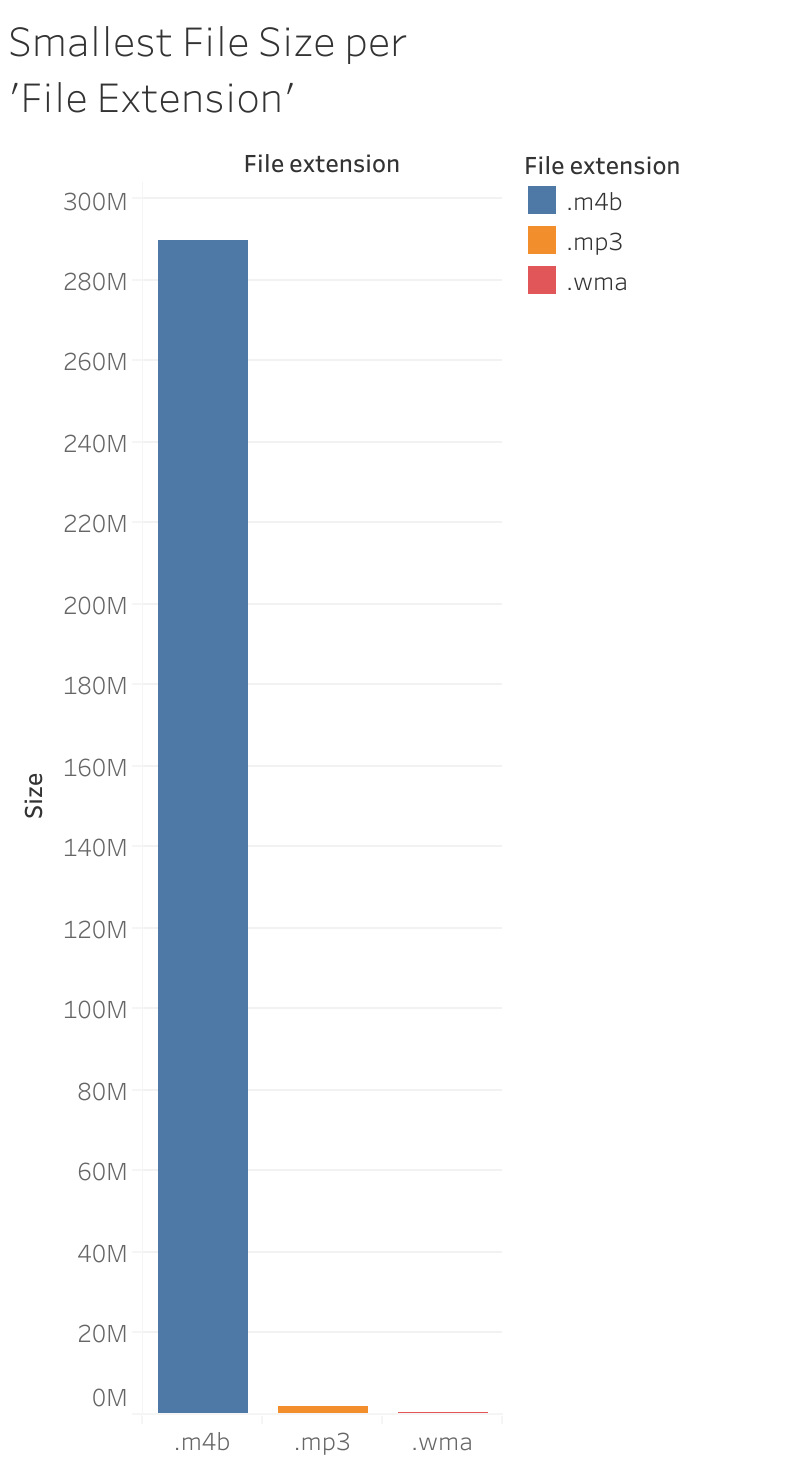 Smallest File Size per
'File Extension'
File extension
File extension
.m4b
.mp3
.wma
300M
280M
260M
240M
220M
200M
180M
160M
140M
120M
100M
80M
60M
40M
20M
0M
Size
.m4b
.mp3
.wma